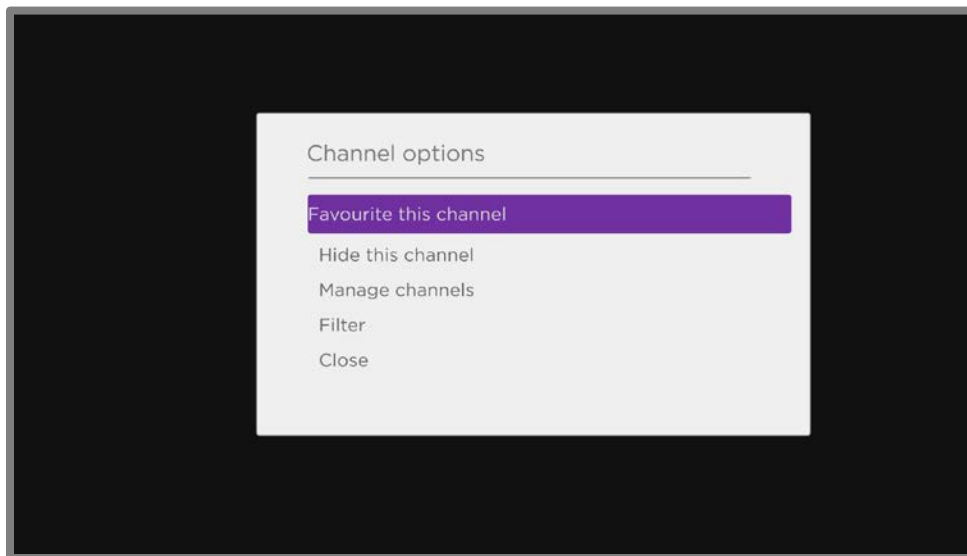 Channel options
Favourite this channel
Hide this channel
Manage channels
Filter
Close